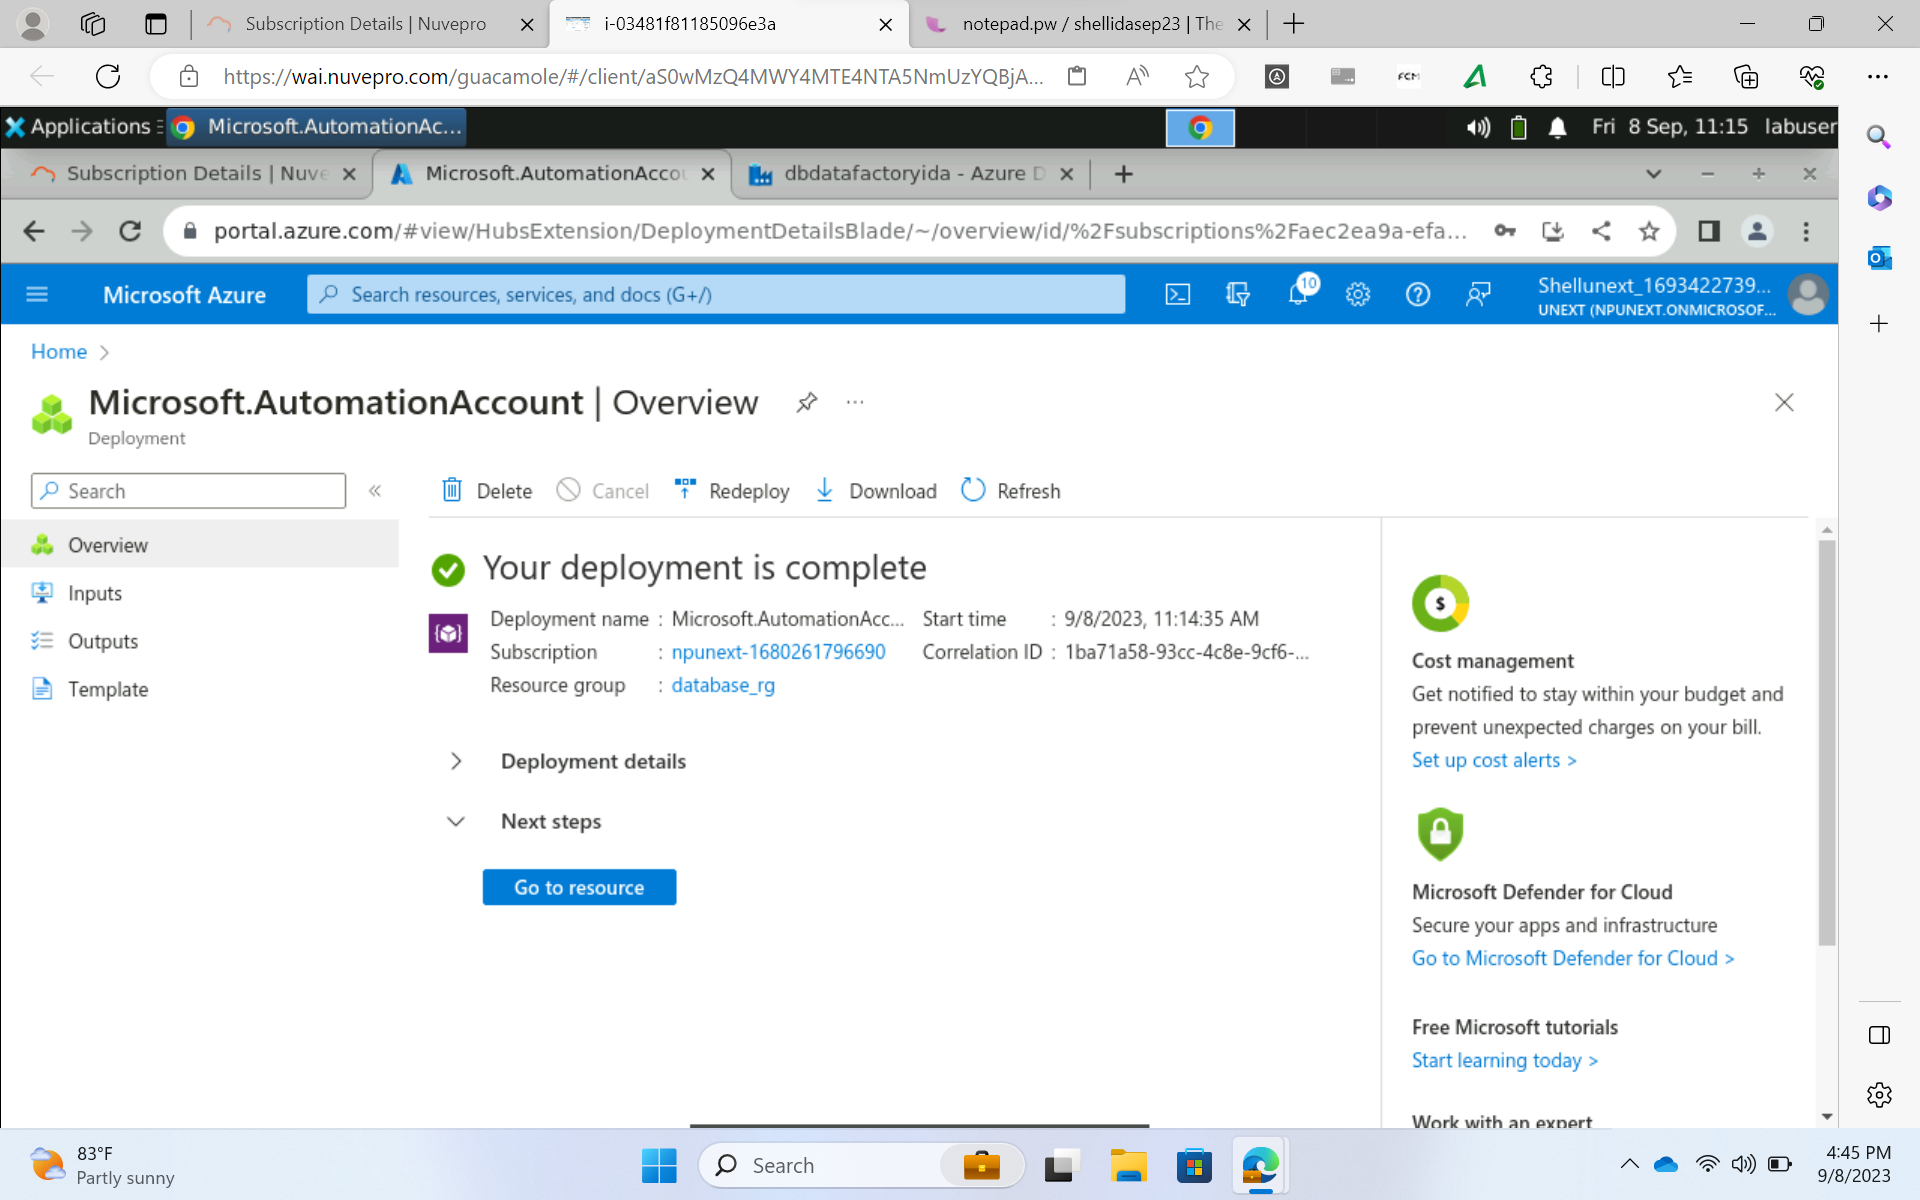 Subscription Details | Nuvepro
i-03481f81185096e3a
notepad.pw / shellidasep23 | The
https://wai.nuvepro.com/guacamole/#/client/aS0wMzQ4MWY4MTE4NTA5NmUzYQBjA...
FCM
Applications
Microsoft.AutomationAc...
Fri 8 Sep, 11:15 labuser
Subscription Details | Nuve
Microsoft.AutomationAccou
dbdatafactoryida - Azure D
portal.azure.com/#view/HubsExtension/DeploymentDetailsBlade/~/overview/id/%2Fsubscriptions%2Faec2ea9a-efa...
Microsoft Azure
Search resources, services, and docs (G+/)
10
Shellunext_1693422739...
UNEXT (NPUNEXT.ONMICROSOF...
Home
Microsoft.AutomationAccount | Overview
Deployment
Search
Delete
Cancel
Redeploy
Download
Refresh
Overview
Inputs
Outputs
Template
Your deployment is complete
Deployment name : Microsoft.AutomationAcc...
Subscription : npunext-1680261796690
Resource group : database_rg
Start time : 9/8/2023, 11:14:35 AM
Correlation ID : 1ba71a58-93cc-4c8e-9cf6-...
Deployment details
Next steps
Go to resource
Cost management
Get notified to stay within your budget and
prevent unexpected charges on your bill.
Set up cost alerts >
Microsoft Defender for Cloud
Secure your apps and infrastructure
Go to Microsoft Defender for Cloud >
Free Microsoft tutorials
Start learning today >
Work with an expert
83°F
Partly sunny
Search
4:45 PM
9/8/2023